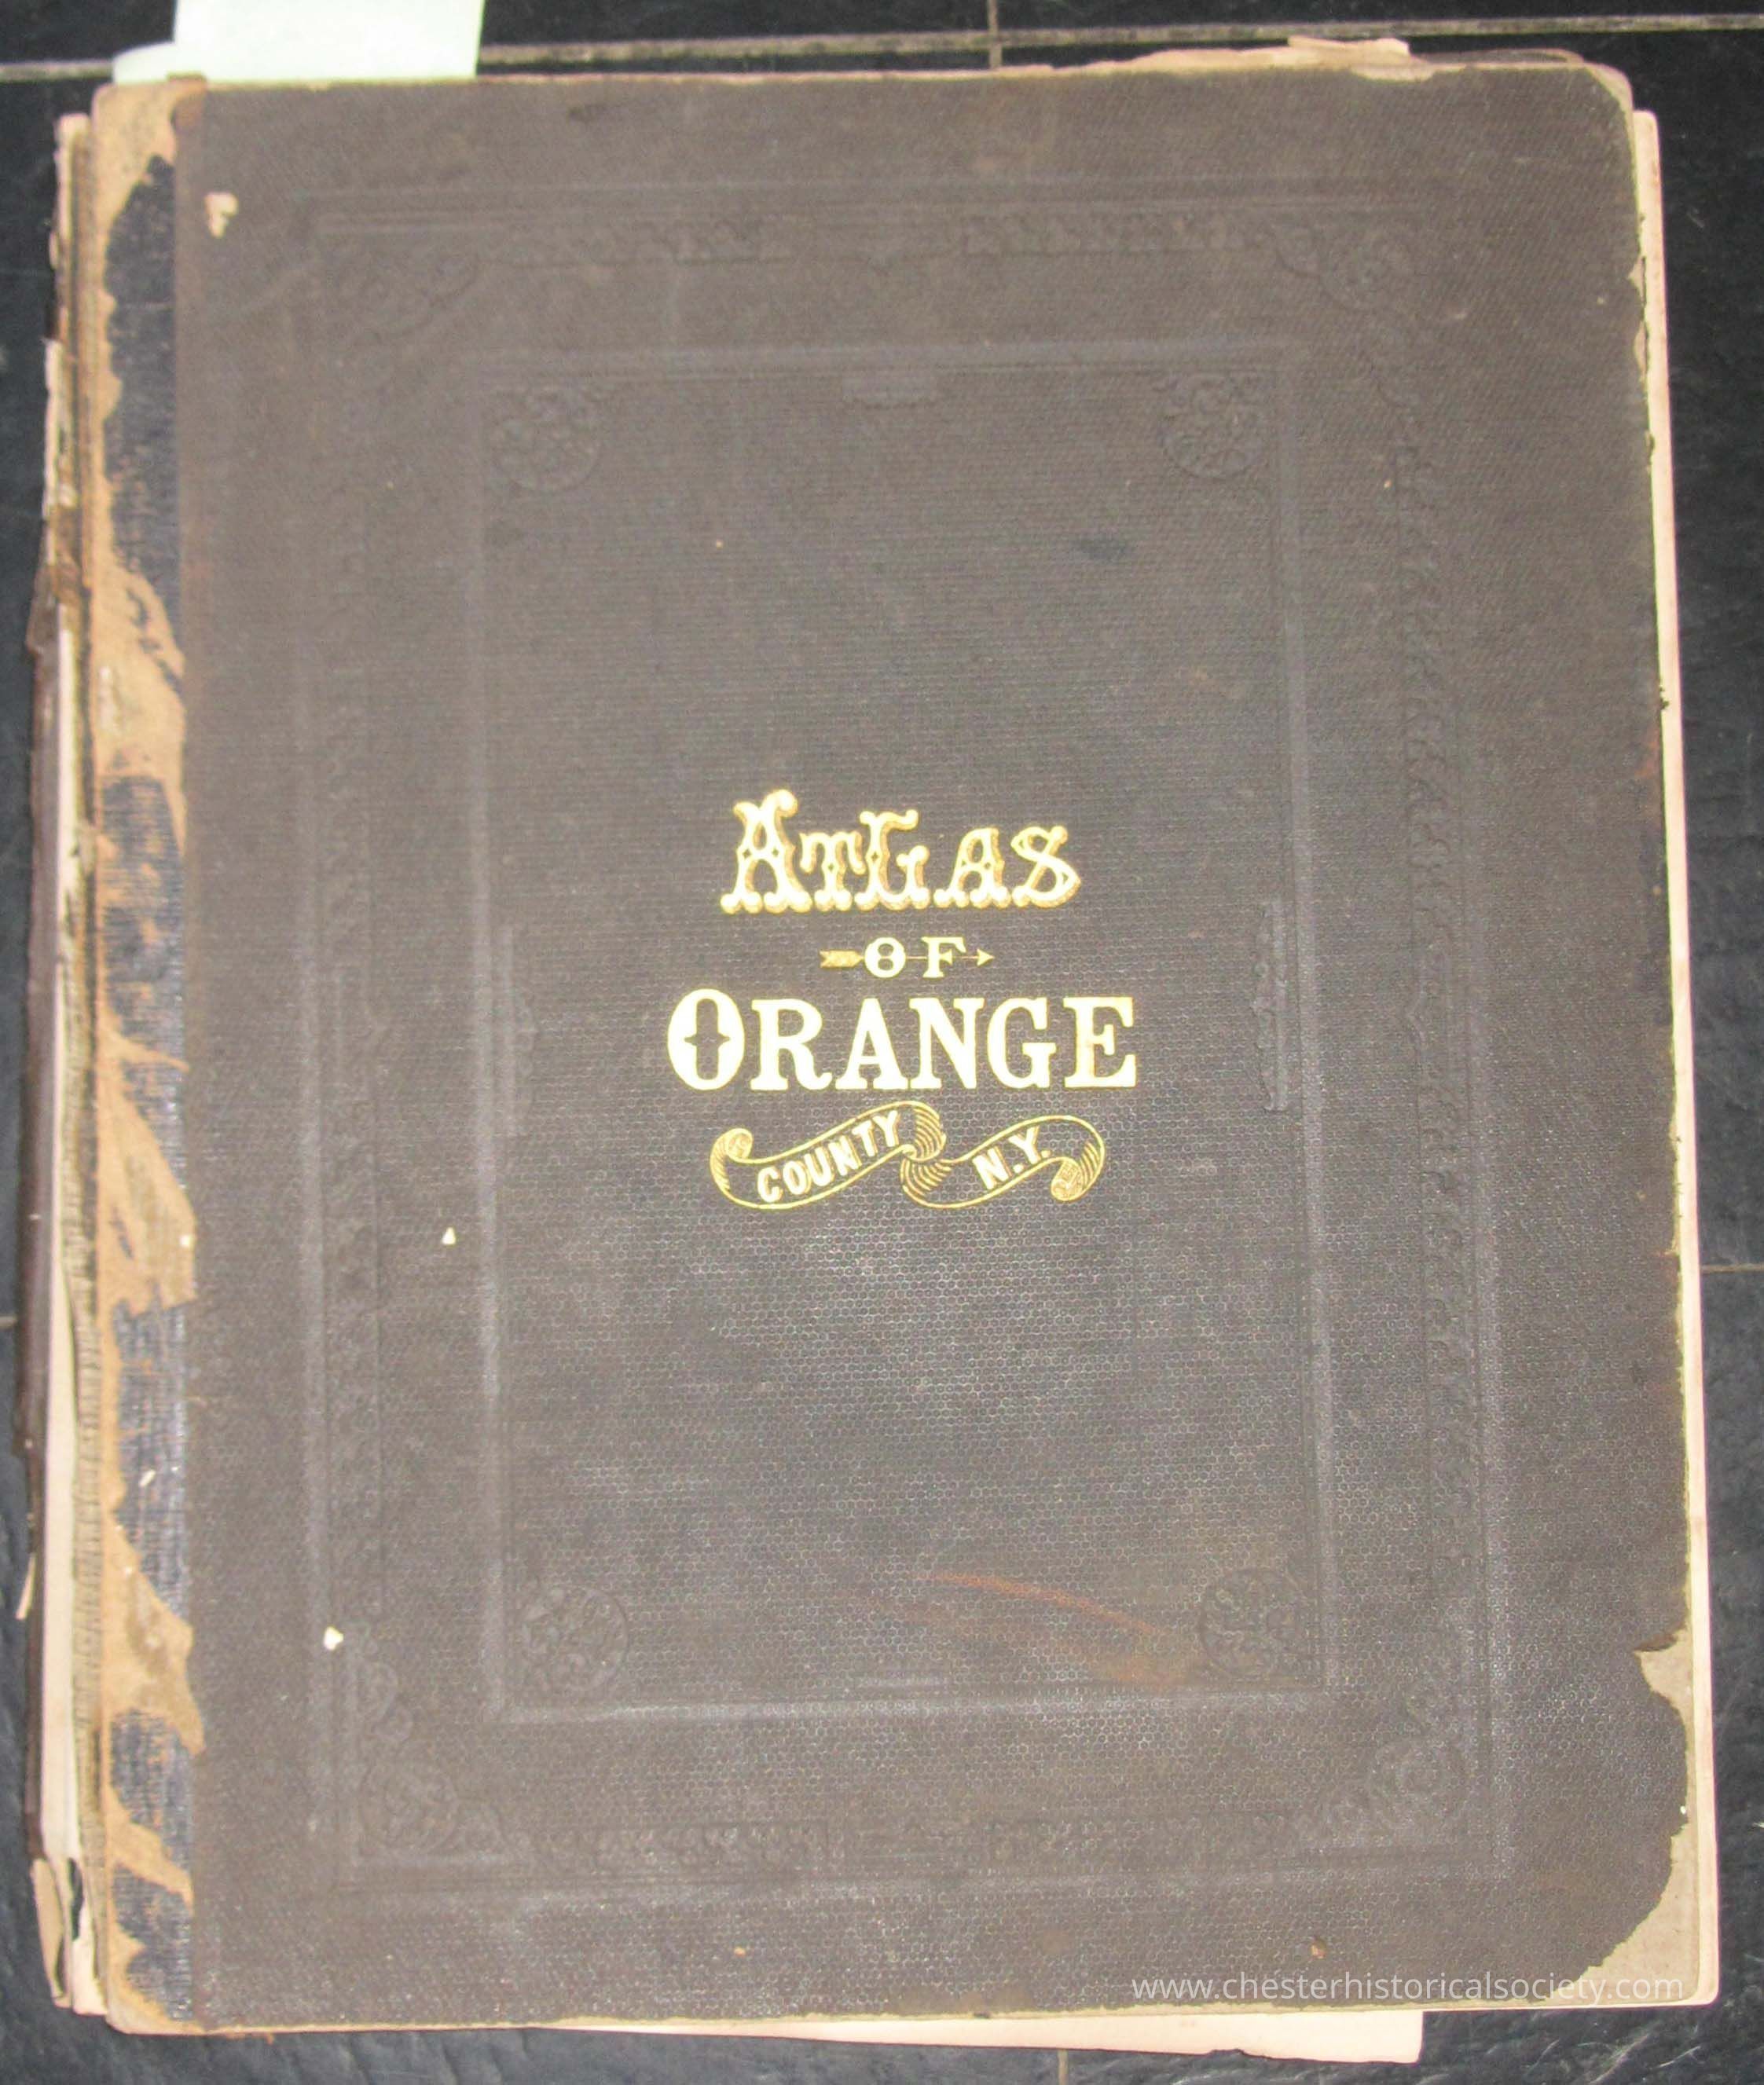 ATLAS
OF
ORANGE
COUNTY N.Y.
www.chesterhistoricalsociety.com